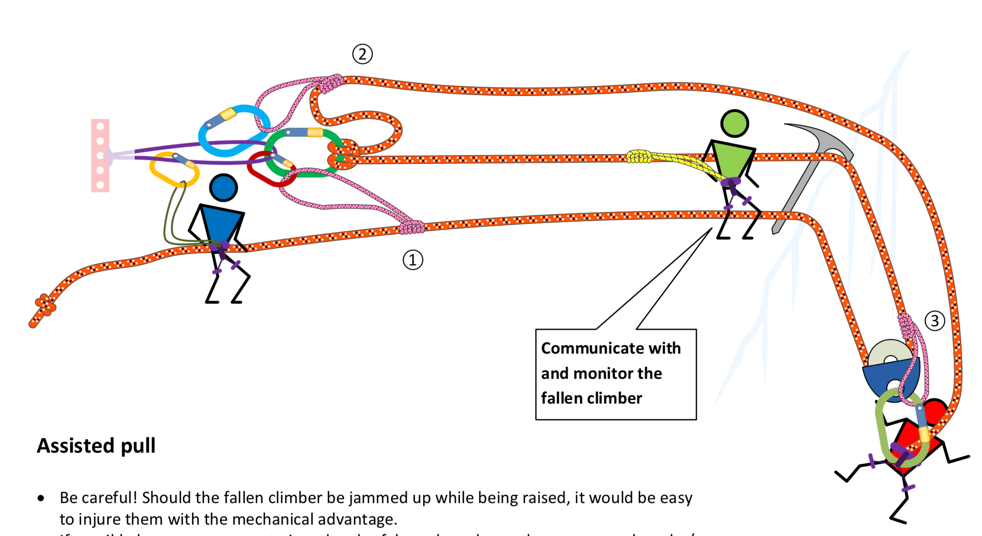 ②
①
③
Communicate with
and monitor the
fallen climber
Assisted pull
• Be careful! Should the fallen climber be jammed up while being raised, it would be easy
to injure them with the mechanical advantage.